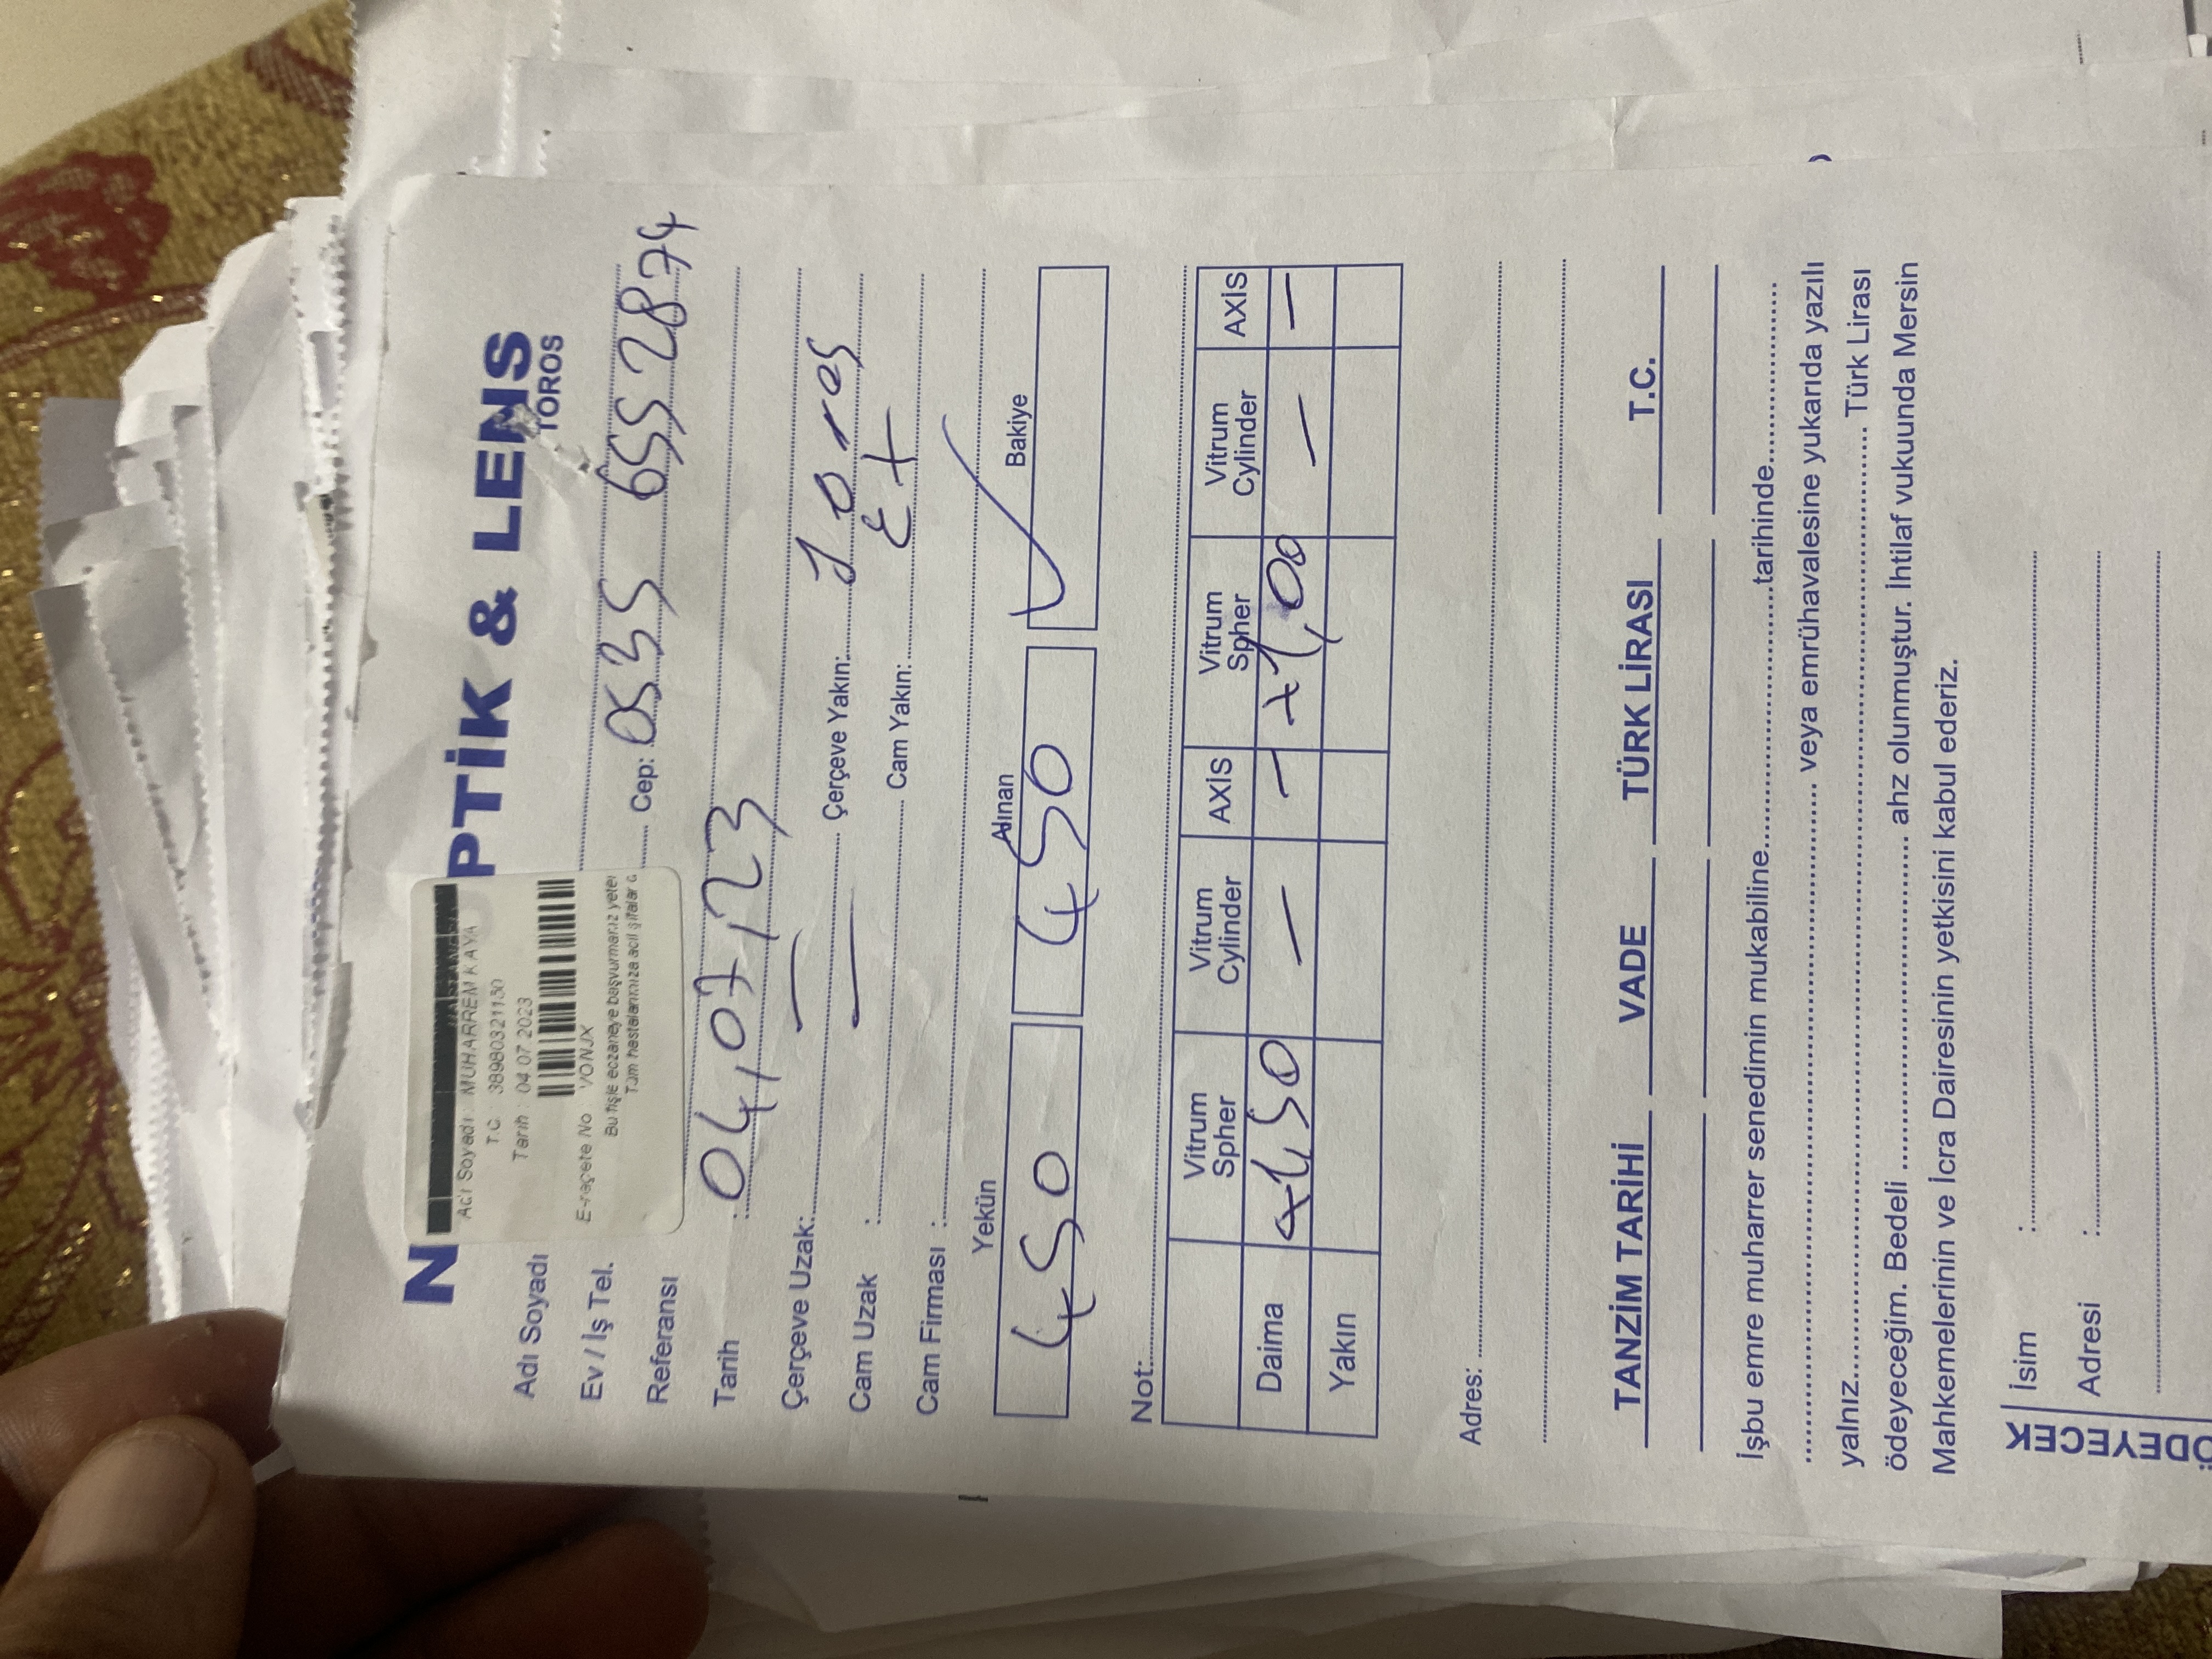 N PTİK & LENS
TOROS
Adı Soyadı : MUHARREM KAYA
T.C. : 38980321130
Tarih : 04.07.2023
E-reçete No VONJX
Bu fişle eczaneye başvurmanız yeter
Tüm hastalarımıza acil şifalar d
Adı Soyadı
Ev / İş Tel.
Cep: 0535 655 2874
Referansı
Tarih : 04,07,23
Çerçeve Uzak: — Çerçeve Yakın:
Cam Uzak : — Cam Yakın:
Cam Firması :
Yekün Alınan Bakiye
450 450 ✓
Not:
Vitrum Spher Vitrum Cylinder AXİS Vitrum Spher Vitrum Cylinder AXİS
Daima +1,50 — — +1,00 — —
Yakın
Adres:
TANZİM TARİHİ VADE TÜRK LİRASI T.C.
İşbu emre muharrer senedimin mukabiline..............................tarihinde....................
.......................................................................... veya emrühavalesine yukarıda yazılı
yalnız.................................................................................................... Türk Lirası
ödeyeceğim. Bedeli .................................... ahz olunmuştur. İhtilaf vukuunda Mersin
Mahkemelerinin ve İcra Dairesinin yetkisini kabul ederiz.
ÖDEYECEK
İsim :
Adresi :